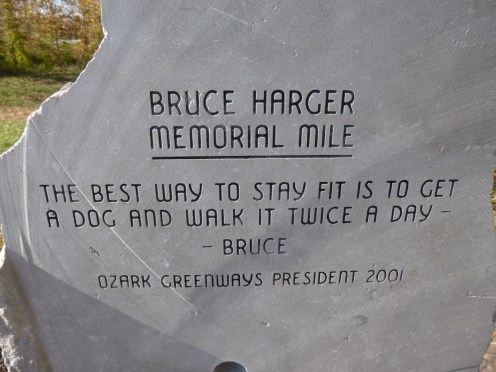 BRUCE HARGER
MEMORIAL MILE
THE BEST WAY TO STAY FIT IS TO GET
A DOG AND WALK IT TWICE A DAY -
- BRUCE
OZARK GREENWAYS PRESIDENT 2001